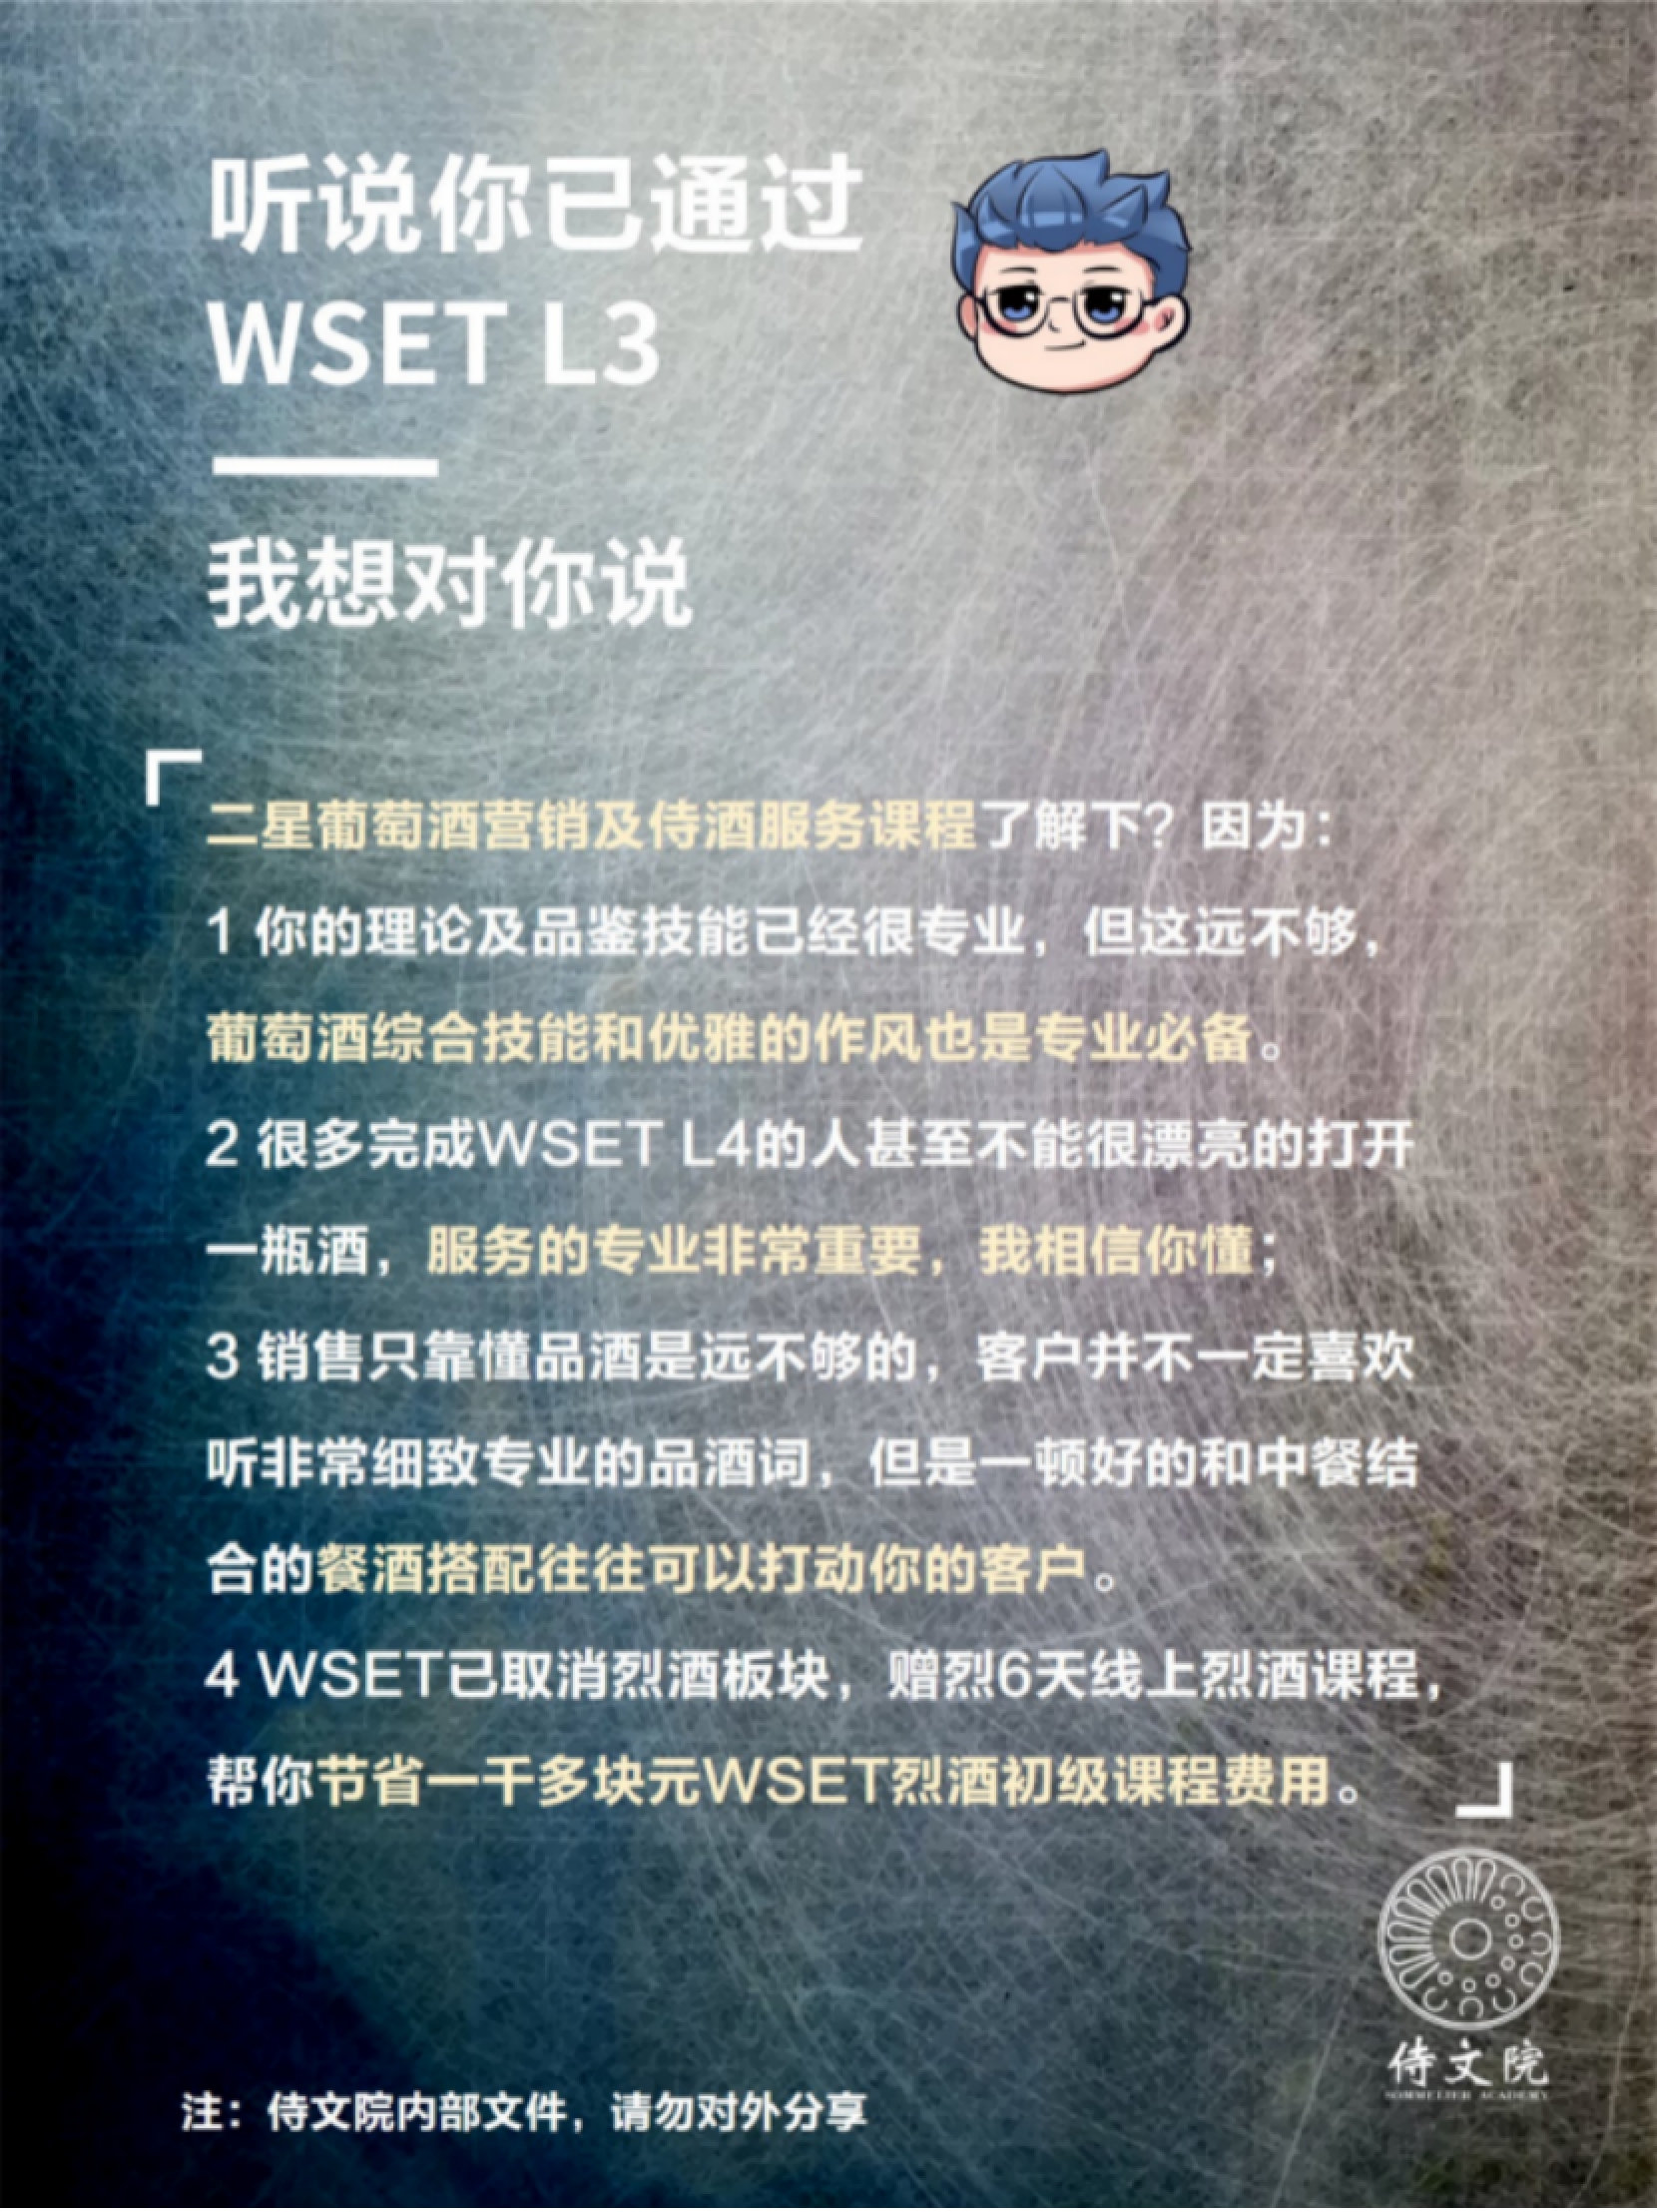 听说你已通过
WSET L3
我想对你说
二星葡萄酒营销及侍酒服务课程了解下？因为：
1 你的理论及品鉴技能已经很专业，但这远不够，
葡萄酒综合技能和优雅的作风也是专业必备。
2 很多完成WSET L4的人甚至不能很漂亮的打开
一瓶酒，服务的专业非常重要，我相信你懂；
3 销售只靠懂品酒是远不够的，客户并不一定喜欢
听非常细致专业的品酒词，但是一顿好的和中餐结
合的餐酒搭配往往可以打动你的客户。
4 WSET已取消烈酒板块，赠烈6天线上烈酒课程，
帮你节省一千多块元WSET烈酒初级课程费用。
侍文院
SOMMELIER ACADEMY
注：侍文院内部文件，请勿对外分享